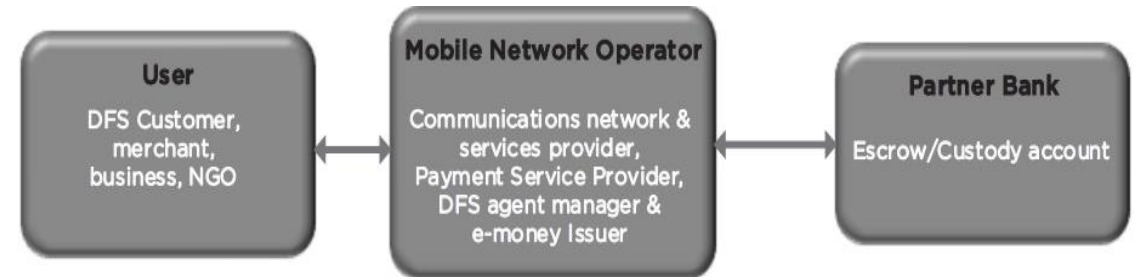 User
DFS Customer,
merchant,
business, NGO
Mobile Network Operator
Communications network &
services provider,
Payment Service Provider,
DFS agent manager &
e-money Issuer
Partner Bank
Escrow/Custody account